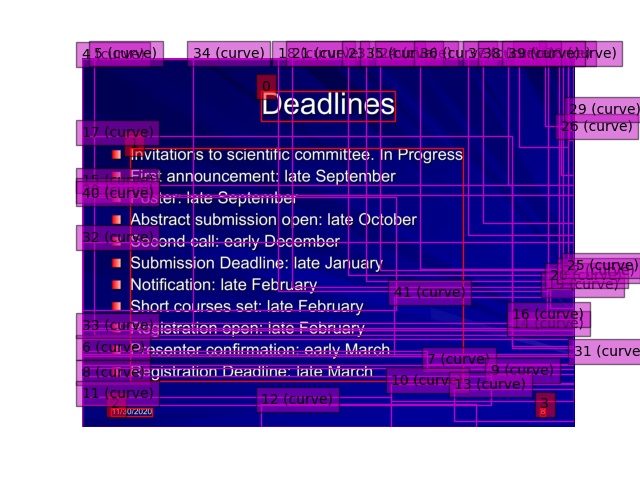 4 (curve)
5 (curve)
34 (curve)
18
21 (curve)
23
35 (curve)
36 (curve)
37
38
39 (curve)
0
Deadlines
29 (curve)
26 (curve)
17 (curve)
Invitations to scientific committee. In Progress
First announcement: late September
40 (curve)
Poster: late September
Abstract submission open: late October
32 (curve)
Second call: early December
Submission Deadline: late January
25 (curve)
Notification: late February
41 (curve)
Short courses set: late February
16 (curve)
33 (curve)
Registration open: late February
6 (curve)
Presenter confirmation: early March
31 (curve)
7 (curve)
8 (curve)
Registration Deadline: late March
9 (curve)
10 (curve)
13 (curve)
11 (curve)
12 (curve)
3
11/30/2020
8